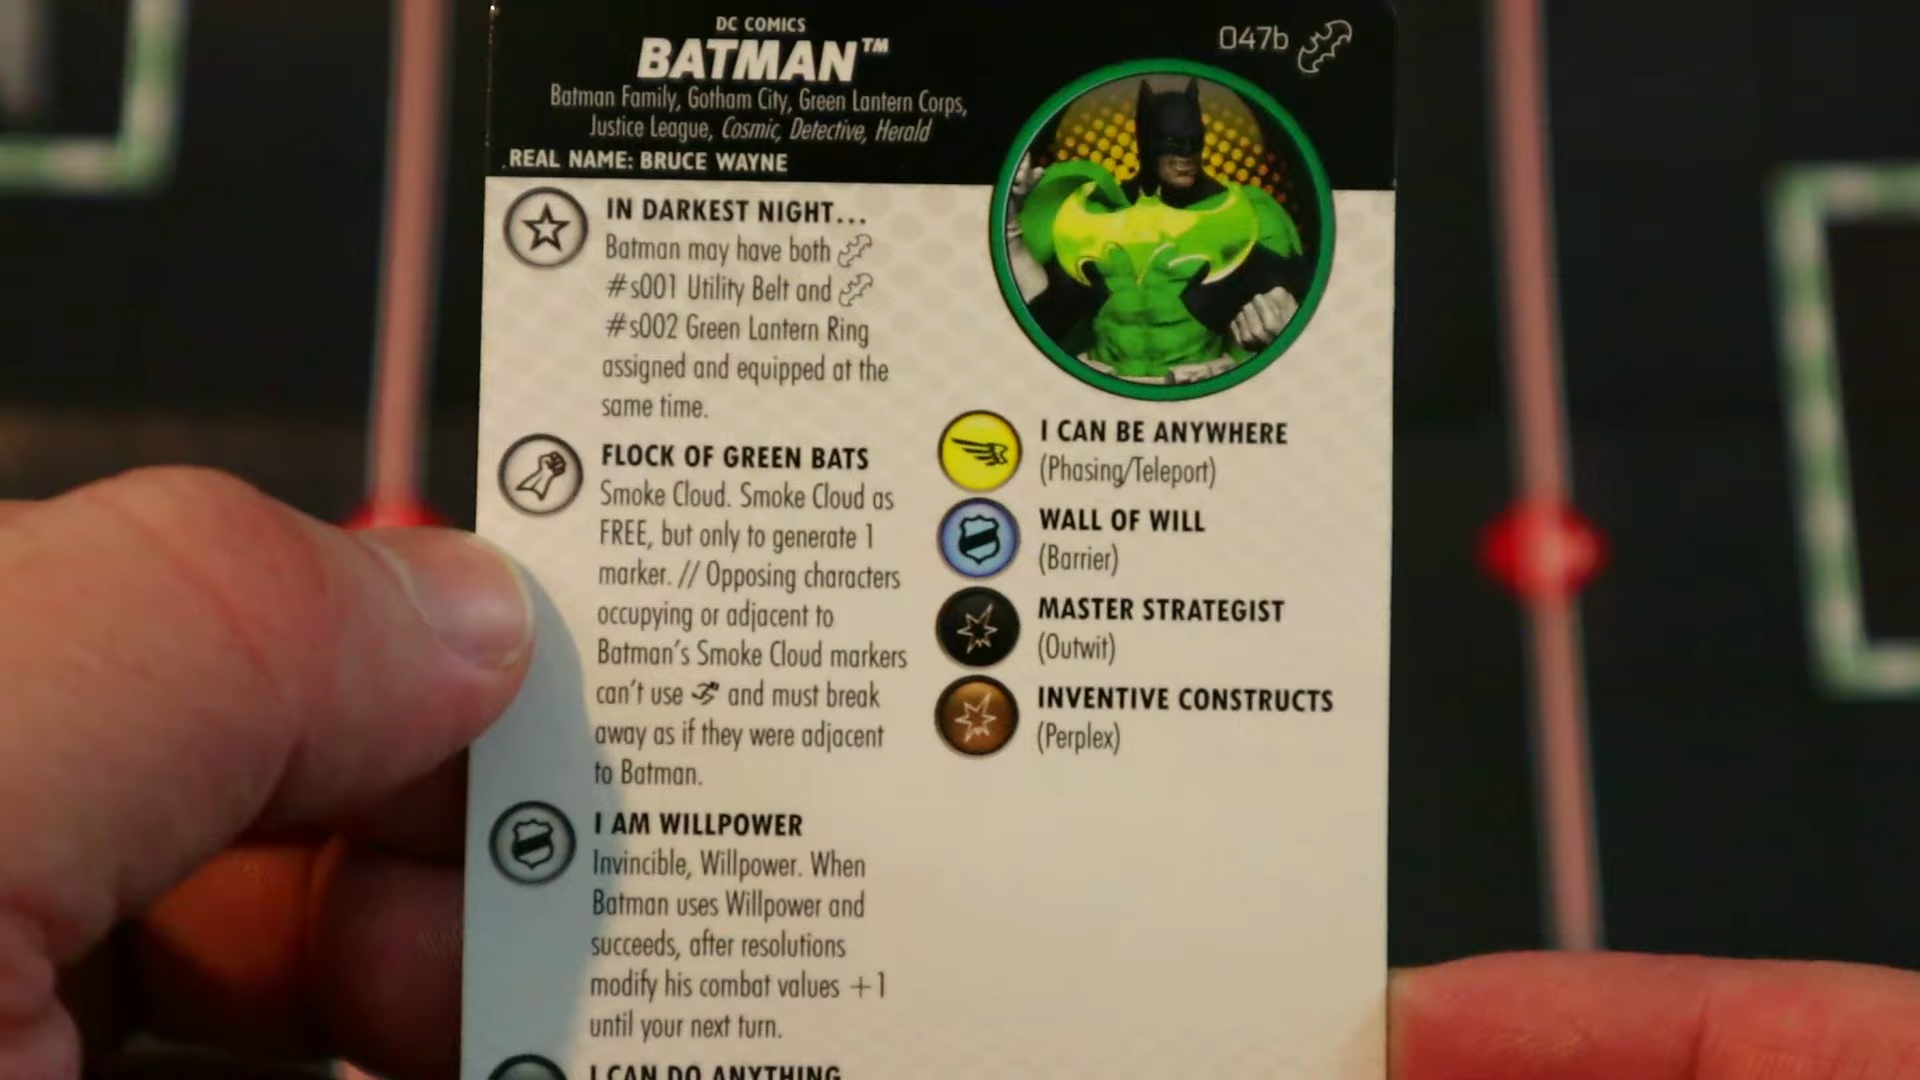 DC COMICS
BATMAN™
047b
Batman Family, Gotham City, Green Lantern Corps,
Justice League, Cosmic, Detective, Herald
REAL NAME: BRUCE WAYNE
IN DARKEST NIGHT...
Batman may have both
#s001 Utility Belt and
#s002 Green Lantern Ring
assigned and equipped at the
same time.
FLOCK OF GREEN BATS
Smoke Cloud. Smoke Cloud as
FREE, but only to generate 1
marker. // Opposing characters
occupying or adjacent to
Batman's Smoke Cloud markers
can't use and must break
away as if they were adjacent
to Batman.
I AM WILLPOWER
Invincible, Willpower. When
Batman uses Willpower and
succeeds, after resolutions
modify his combat values +1
until your next turn.
I CAN DO ANYTHING
I CAN BE ANYWHERE
(Phasing/Teleport)
WALL OF WILL
(Barrier)
MASTER STRATEGIST
(Outwit)
INVENTIVE CONSTRUCTS
(Perplex)